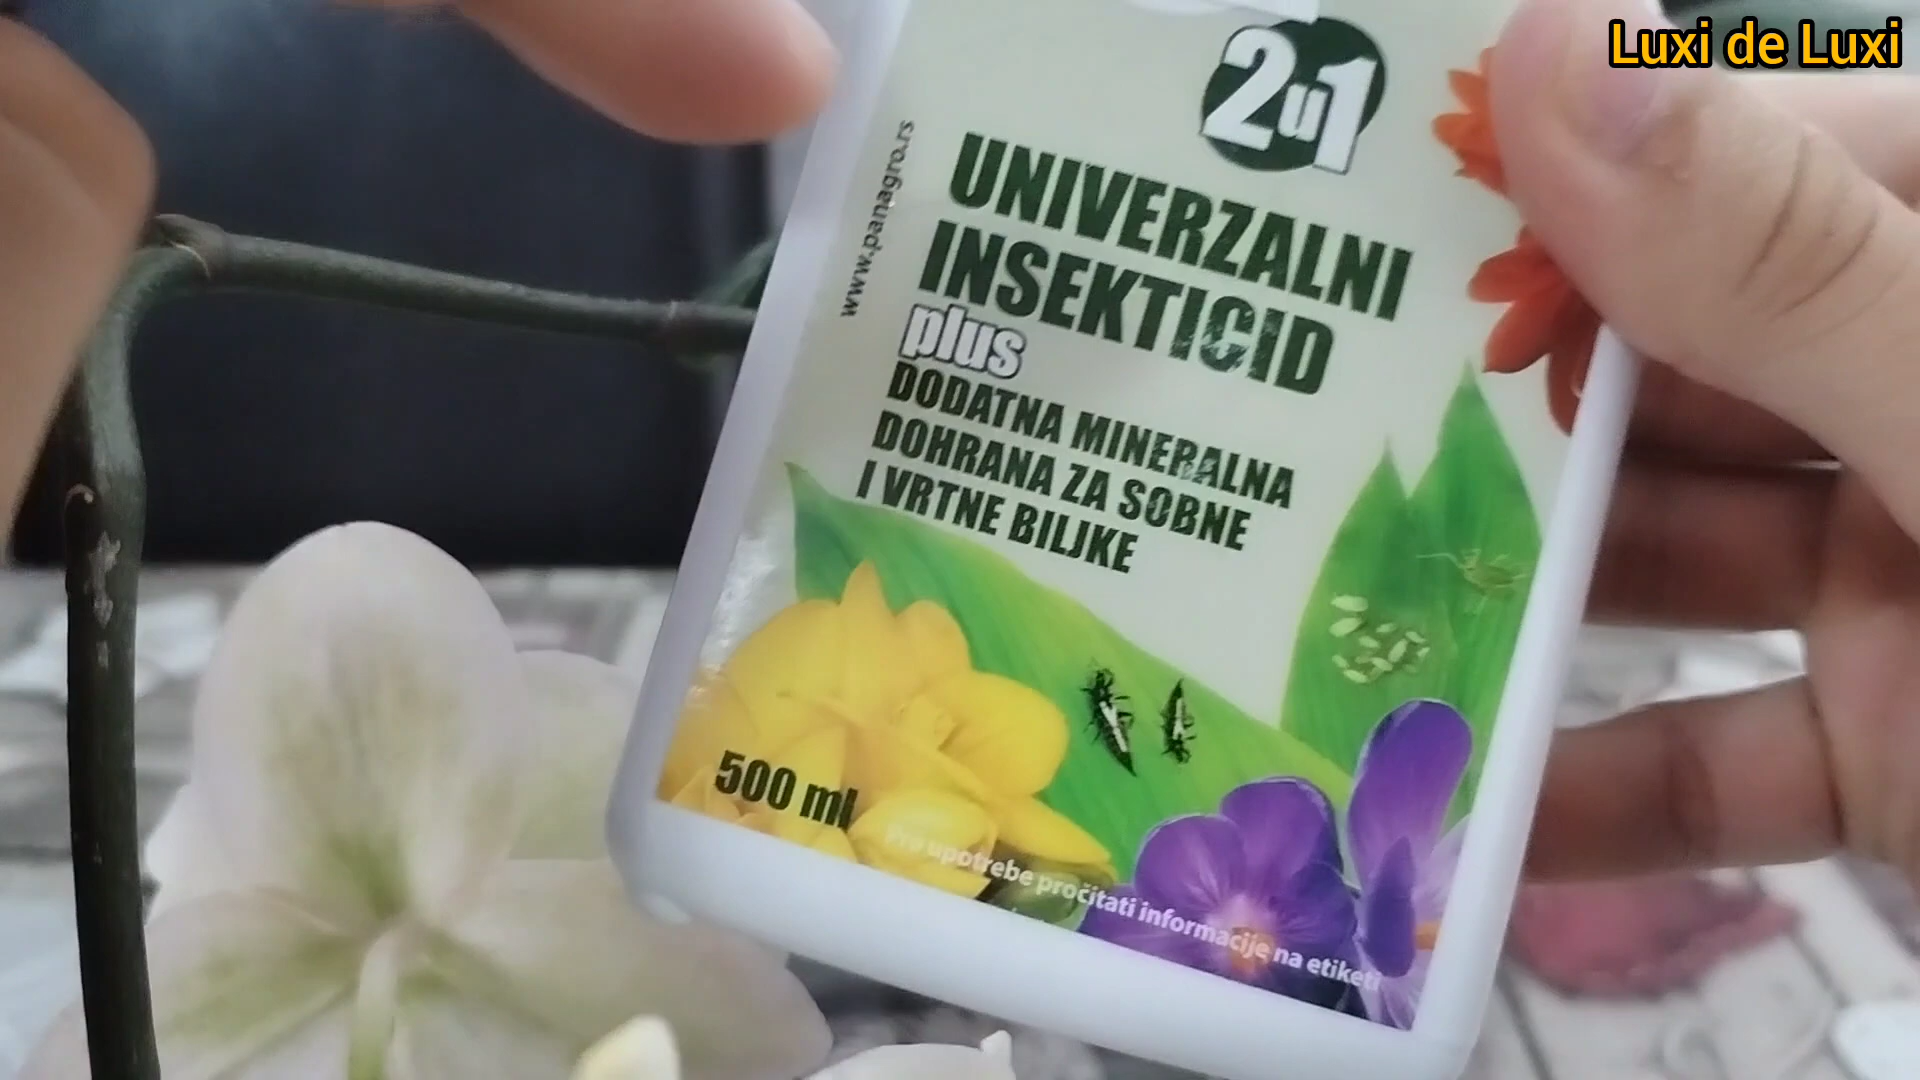 Luxi de Luxi
2u1
www.panagro.rs
UNIVERZALNI
INSEKTICID
plus
DODATNA MINERALNA
DOHRANA ZA SOBNE
I VRTNE BILJKE
500 ml
Pre upotrebe pročitati informacije na etiketi